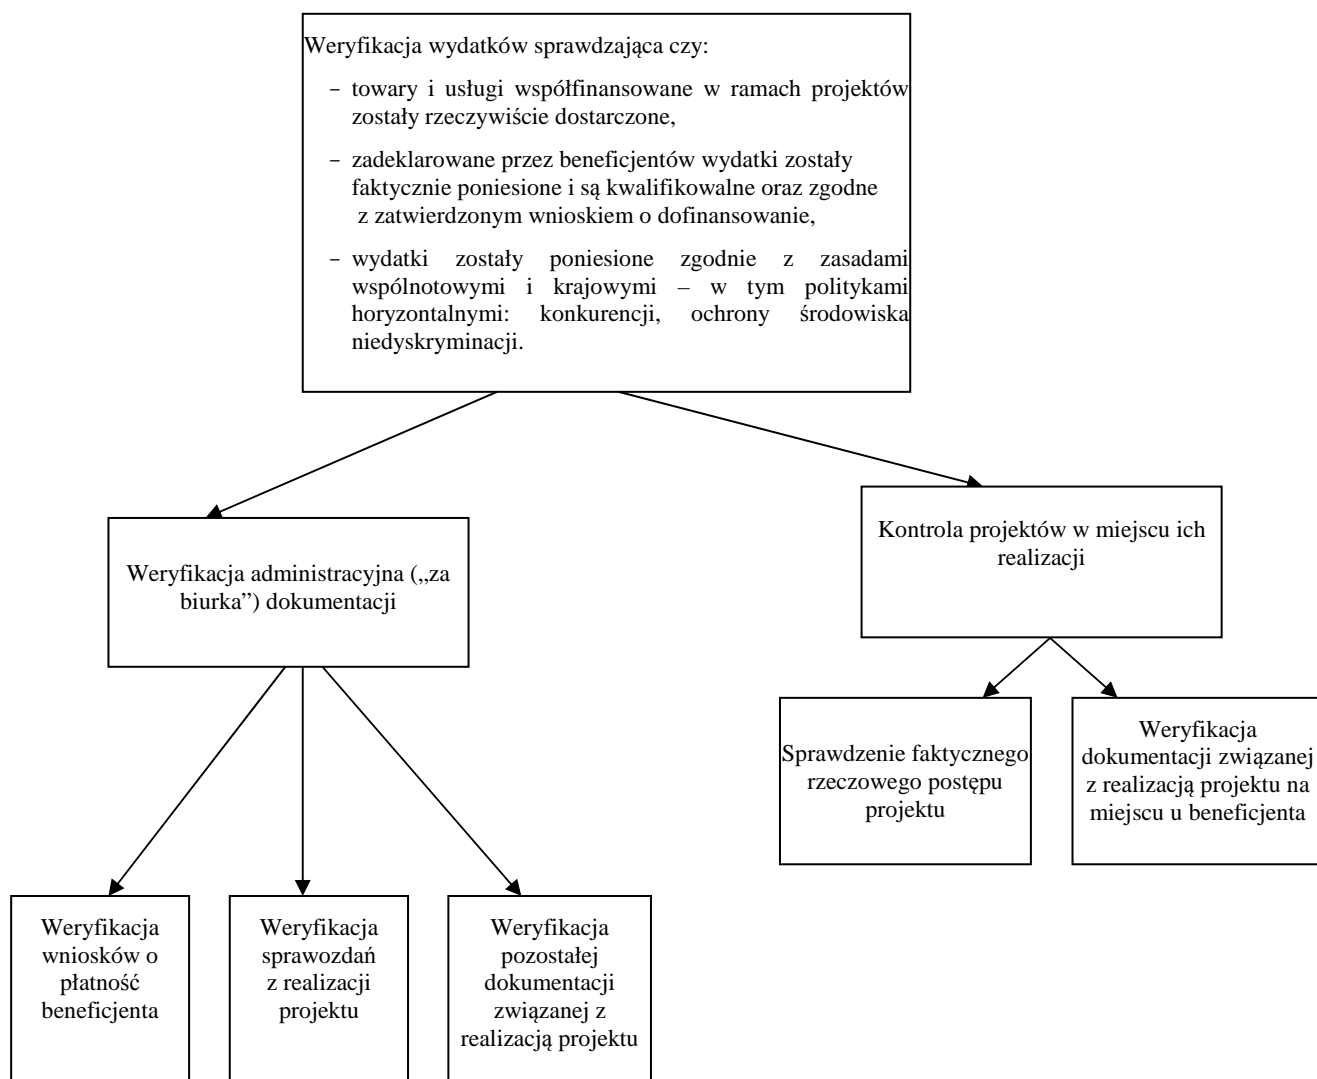 Weryfikacja wydatków sprawdzająca czy:
– towary i usługi współfinansowane w ramach projektów
zostały rzeczywiście dostarczone,
– zadeklarowane przez beneficjentów wydatki zostały
faktycznie poniesione i są kwalifikowalne oraz zgodne
z zatwierdzonym wnioskiem o dofinansowanie,
– wydatki zostały poniesione zgodnie z zasadami
wspólnotowymi i krajowymi – w tym politykami
horyzontalnymi: konkurencji, ochrony środowiska
niedyskryminacji.
Weryfikacja administracyjna („za
biurka”) dokumentacji
Kontrola projektów w miejscu ich
realizacji
Sprawdzenie faktycznego
rzeczowego postępu
projektu
Weryfikacja
dokumentacji związanej
z realizacją projektu na
miejscu u beneficjenta
Weryfikacja
wniosków o
płatność
beneficjenta
Weryfikacja
sprawozdań
z realizacji
projektu
Weryfikacja
pozostałej
dokumentacji
związanej z
realizacją projektu